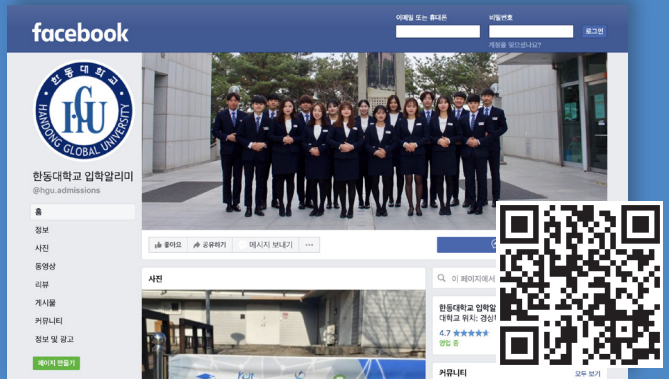 facebook
이메일 또는 휴대폰
비밀번호
로그인
계정을 잊으셨나요?
한동대학교
HGU
HANDONG GLOBAL UNIVERSITY
한동대학교 입학알리미
@hgu.admissions
홈
정보
사진
동영상
리뷰
게시물
커뮤니티
정보 및 광고
페이지 만들기
좋아요
공유하기
메시지 보내기
사진
이 페이지에서
한동대학교 입학알
대학교 위치: 경상
4.7
영업 중
커뮤니티
모두 보기